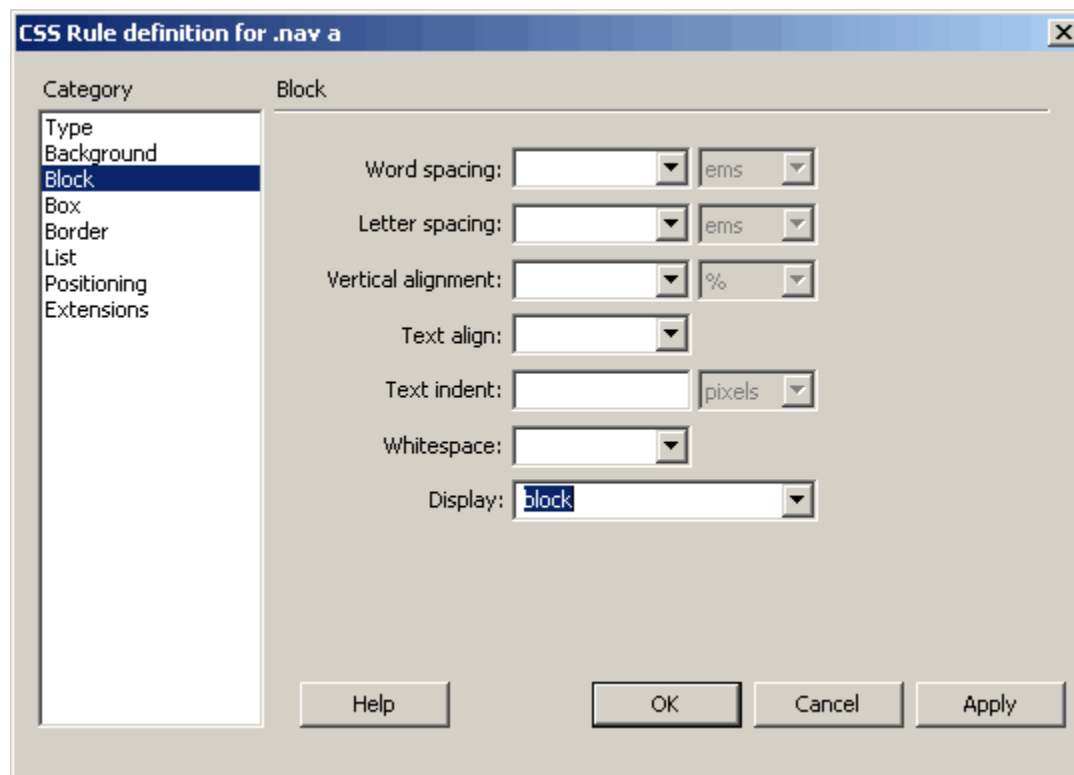 CSS Rule definition for .nav a
Category
Type
Background
Block
Box
Border
List
Positioning
Extensions
Block
Word spacing: ems
Letter spacing: ems
Vertical alignment: %
Text align:
Text indent: pixels
Whitespace:
Display: block
Help OK Cancel Apply